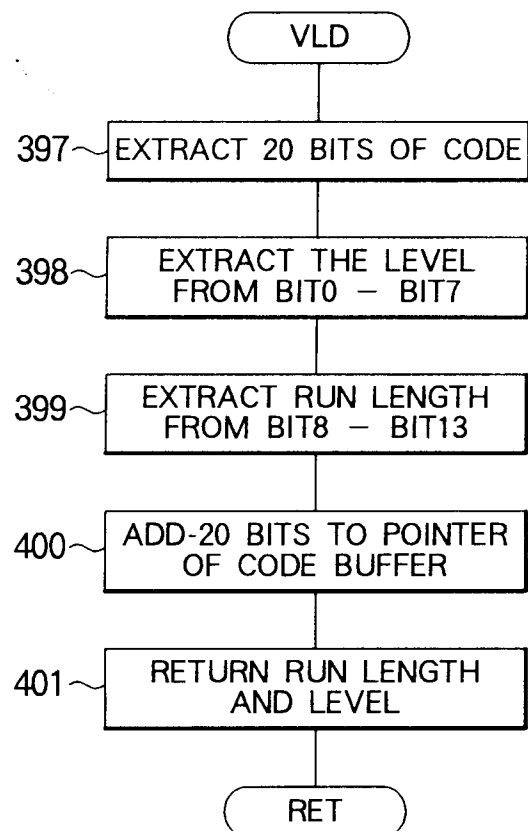 VLD
397 EXTRACT 20 BITS OF CODE
398 EXTRACT THE LEVEL
FROM BIT0 – BIT7
399 EXTRACT RUN LENGTH
FROM BIT8 – BIT13
400 ADD-20 BITS TO POINTER
OF CODE BUFFER
401 RETURN RUN LENGTH
AND LEVEL
RET